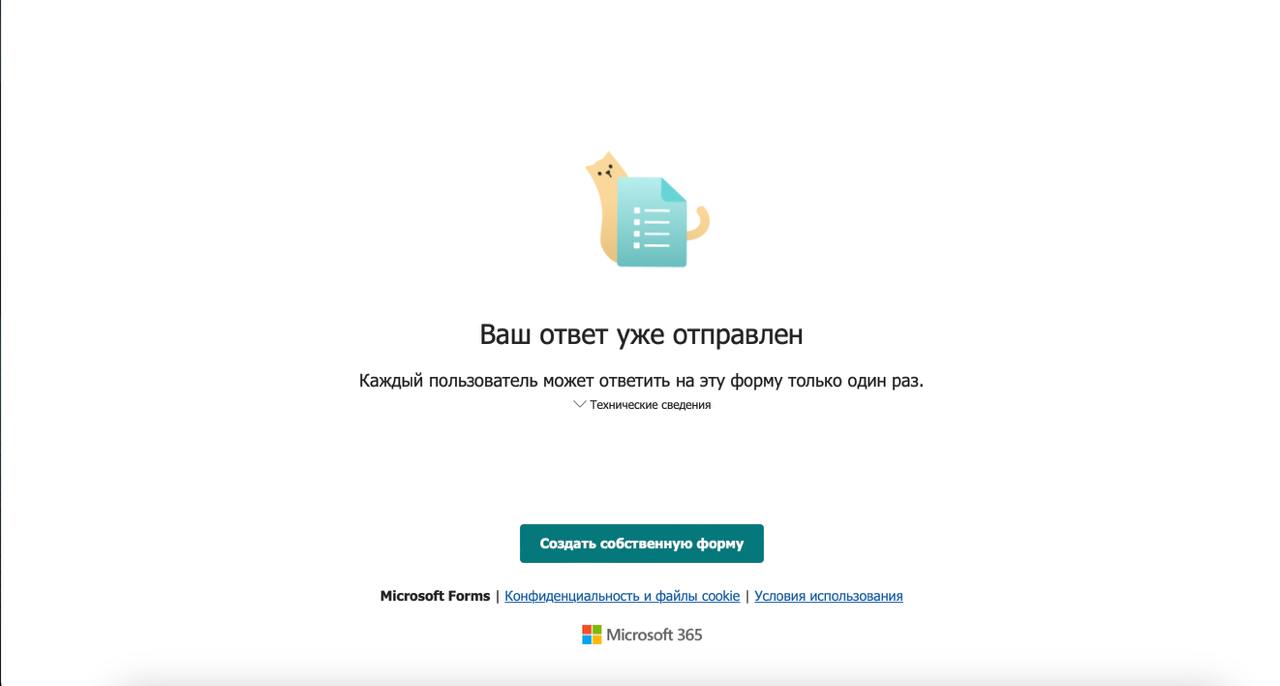 Ваш ответ уже отправлен
Каждый пользователь может ответить на эту форму только один раз.
Технические сведения
Создать собственную форму
Microsoft Forms | Конфиденциальность и файлы cookie | Условия использования
Microsoft 365